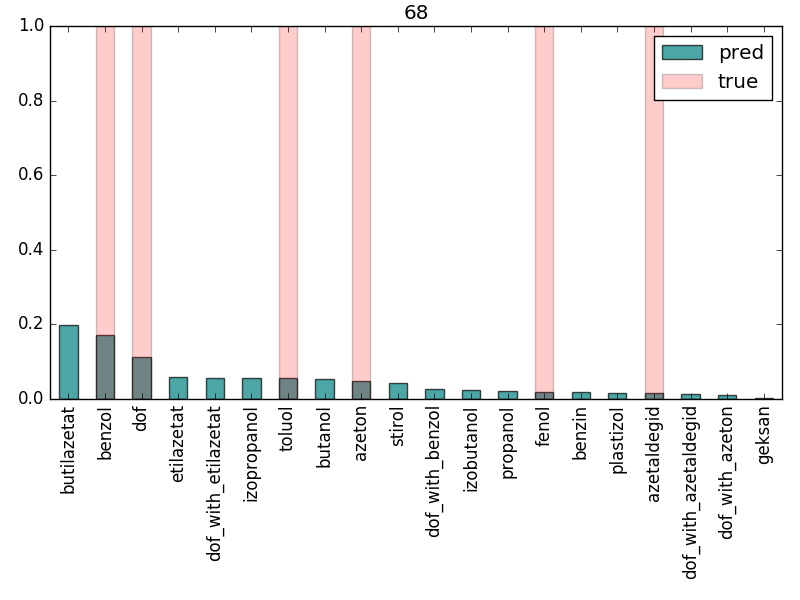 68
1.0
0.8
0.6
0.4
0.2
0.0
pred
true
butilazetat
benzol
dof
etilazetat
dof_with_etilazetat
izopropanol
toluol
butanol
azeton
stirol
dof_with_benzol
izobutanol
propanol
fenol
benzin
plastizol
azetaldegid
dof_with_azetaldegid
dof_with_azeton
geksan